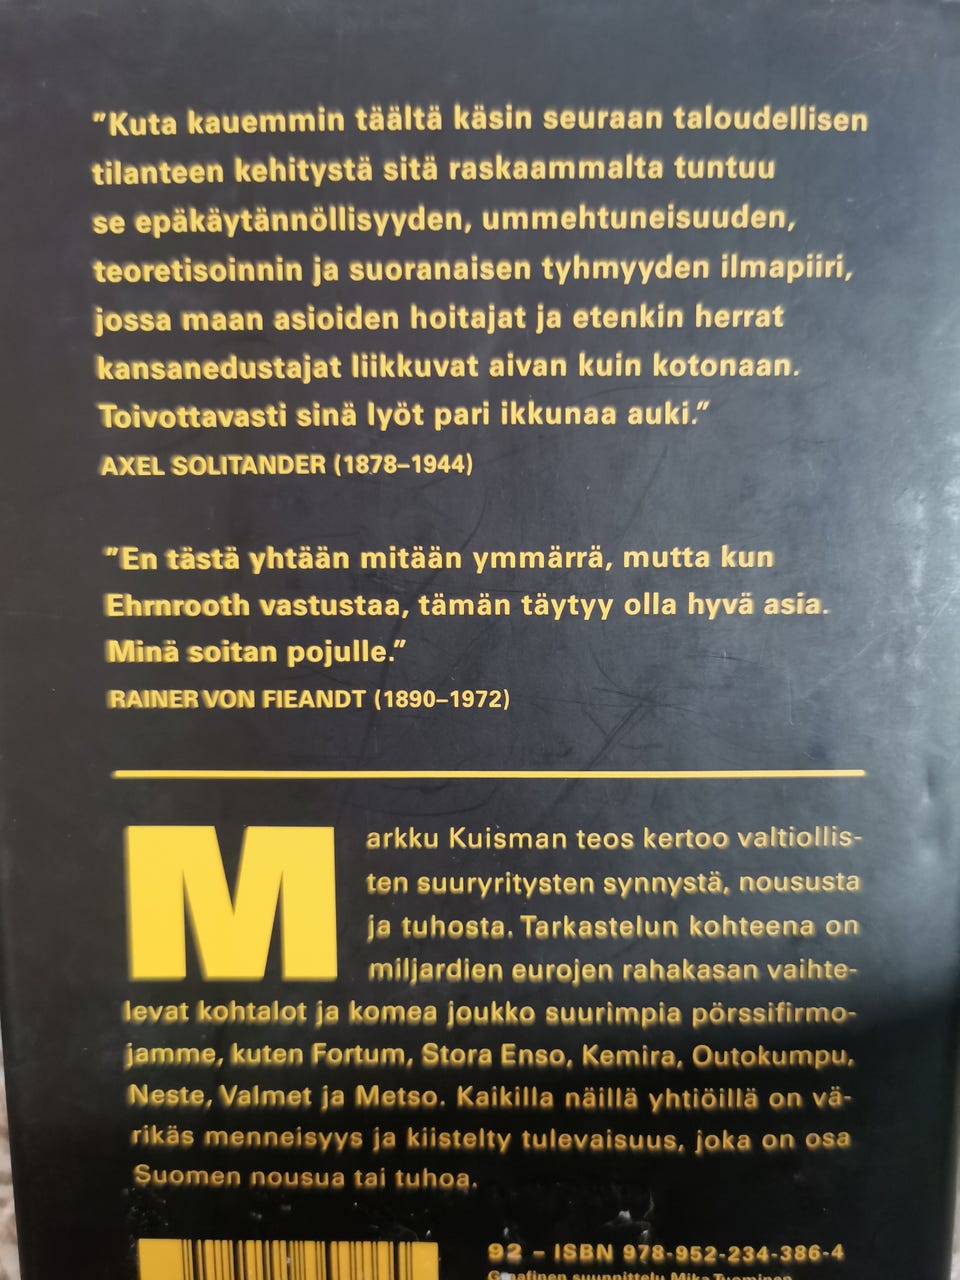 ”Kuta kauemmin täältä käsin seuraan taloudellisen
tilanteen kehitystä sitä raskaammalta tuntuu
se epäkäytännöllisyyden, ummehtuneisuuden,
teoretisoinnin ja suoranaisen tyhmyyden ilmapiiri,
jossa maan asioiden hoitajat ja etenkin herrat
kansanedustajat liikkuvat aivan kuin kotonaan.
Toivottavasti sinä lyöt pari ikkunaa auki.”
AXEL SOLITANDER (1878–1944)
”En tästä yhtään mitään ymmärrä, mutta kun
Ehrnrooth vastustaa, tämän täytyy olla hyvä asia.
Minä soitan pojulle.”
RAINER VON FIEANDT (1890–1972)
Markku Kuisman teos kertoo valtiollis-
ten suuryritysten synnystä, noususta
ja tuhosta. Tarkastelun kohteena on
miljardien eurojen rahakasan vaihte-
levat kohtalot ja komea joukko suurimpia pörssifirmo-
jamme, kuten Fortum, Stora Enso, Kemira, Outokumpu,
Neste, Valmet ja Metso. Kaikilla näillä yhtiöillä on vä-
rikäs menneisyys ja kiistelty tulevaisuus, joka on osa
Suomen nousua tai tuhoa.
92 – ISBN 978-952-234-386-4
Graafinen suunnittelu Mika Tuominen